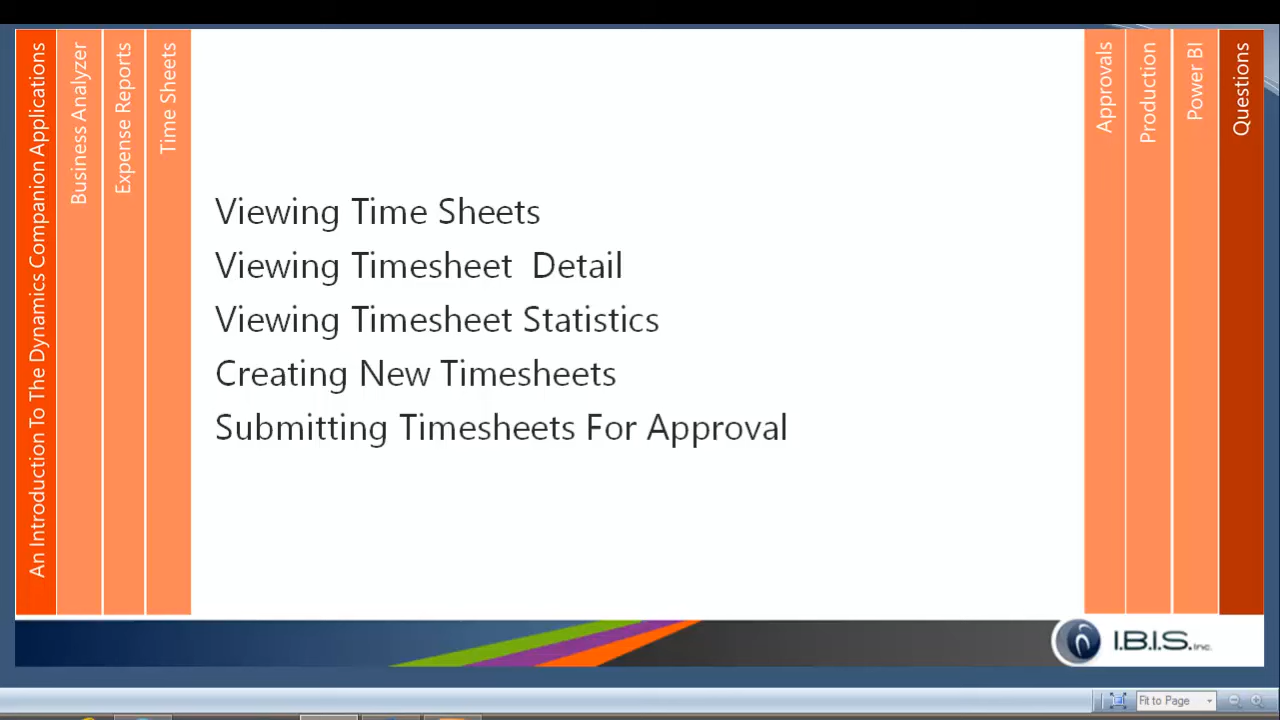 An Introduction To The Dynamics Companion Applications
Business Analyzer
Expense Reports
Time Sheets
Viewing Time Sheets
Viewing Timesheet  Detail
Viewing Timesheet Statistics
Creating New Timesheets
Submitting Timesheets For Approval
Approvals
Production
Power BI
Questions
I.B.I.S. Inc.
Fit to Page